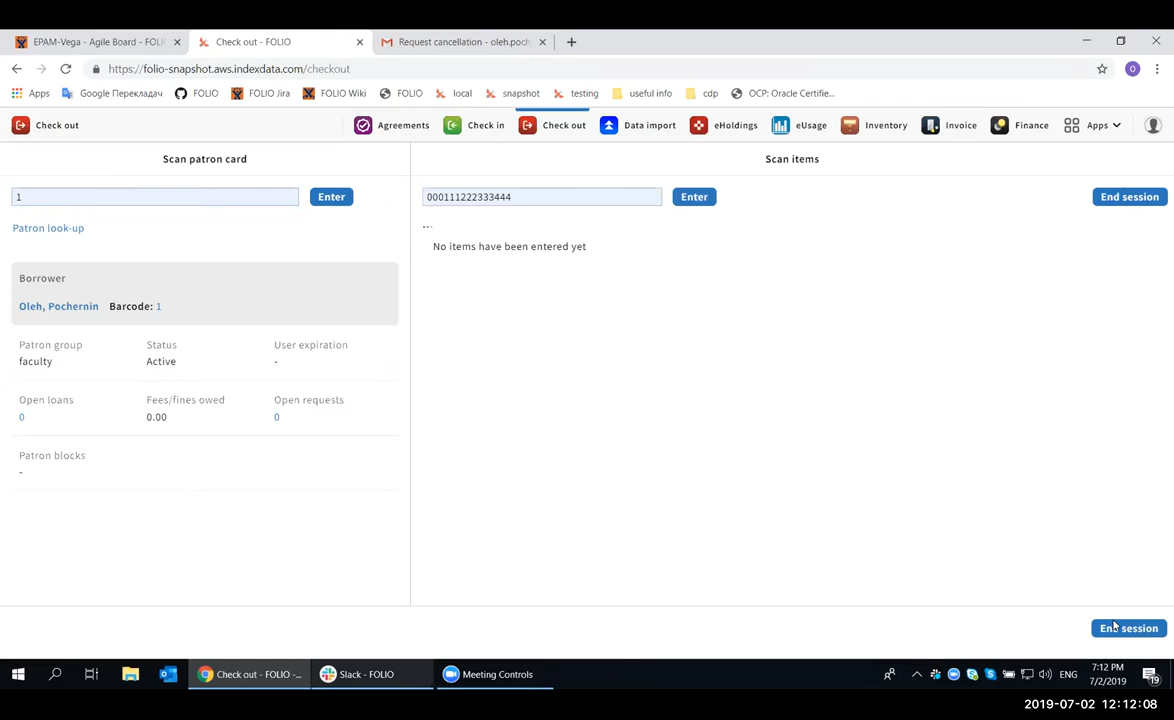 EPAM-Vega - Agile Board - FOLI
Check out - FOLIO
Request cancellation - oleh.poch
https://folio-snapshot.aws.indexdata.com/checkout
O
Apps
Google Перекладач
FOLIO
FOLIO Jira
FOLIO Wiki
FOLIO
local
snapshot
testing
useful info
cdp
OCP: Oracle Certifie...
Check out
Agreements
Check in
Check out
Data import
eHoldings
eUsage
Inventory
Invoice
Finance
Apps
Scan patron card
Scan items
1
Enter
000111222333444
Enter
End session
Patron look-up
...
No items have been entered yet
Borrower
Oleh, Pochernin Barcode: 1
Patron group
Status
User expiration
faculty
Active
-
Open loans
Fees/fines owed
Open requests
0
0.00
0
Patron blocks
-
End session
Check out - FOLIO -...
Slack - FOLIO
Meeting Controls
ENG
7:12 PM
7/2/2019
19
2019-07-02 12:12:08